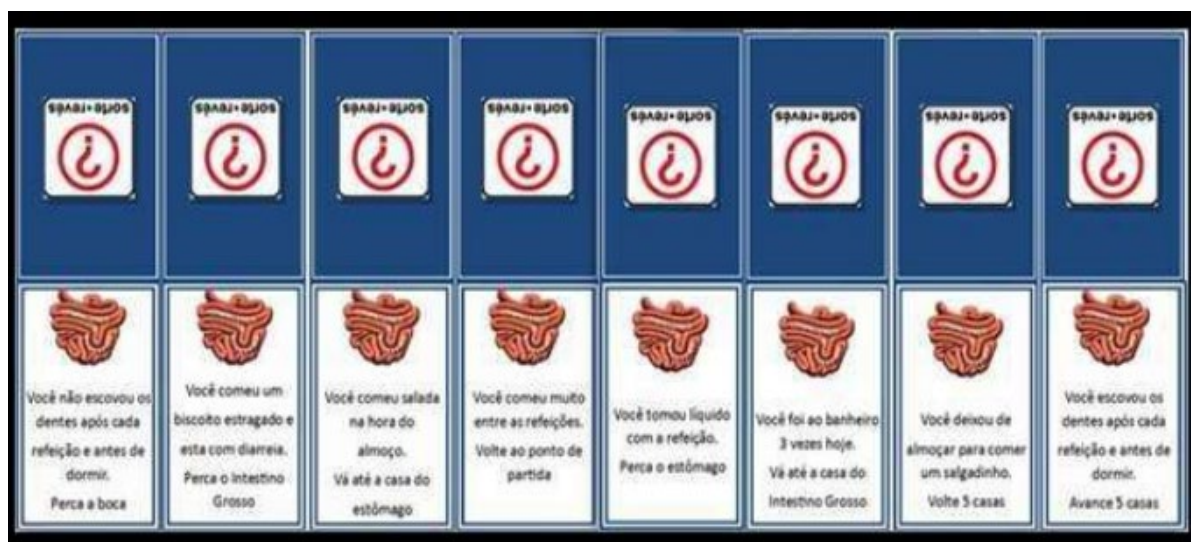 sorte•revés
?
sorte•revés
?
sorte•revés
?
sorte•revés
?
sorte•revés
?
sorte•revés
?
sorte•revés
?
sorte•revés
?
Você não escovou os
dentes após cada
refeição e antes de
dormir.
Perca a boca
Você comeu um
biscoito estragado e
esta com diarreia.
Perca o Intestino
Grosso
Você comeu salada
na hora do
almoço.
Vá até a casa do
estômago
Você comeu muito
entre as refeições.
Volte ao ponto de
partida
Você tomou líquido
com a refeição.
Perca o estômago
Você foi ao banheiro
3 vezes hoje.
Vá até a casa do
Intestino Grosso
Você deixou de
almoçar para comer
um salgadinho.
Volte 5 casas
Você escovou os
dentes após cada
refeição e antes de
dormir.
Avance 5 casas